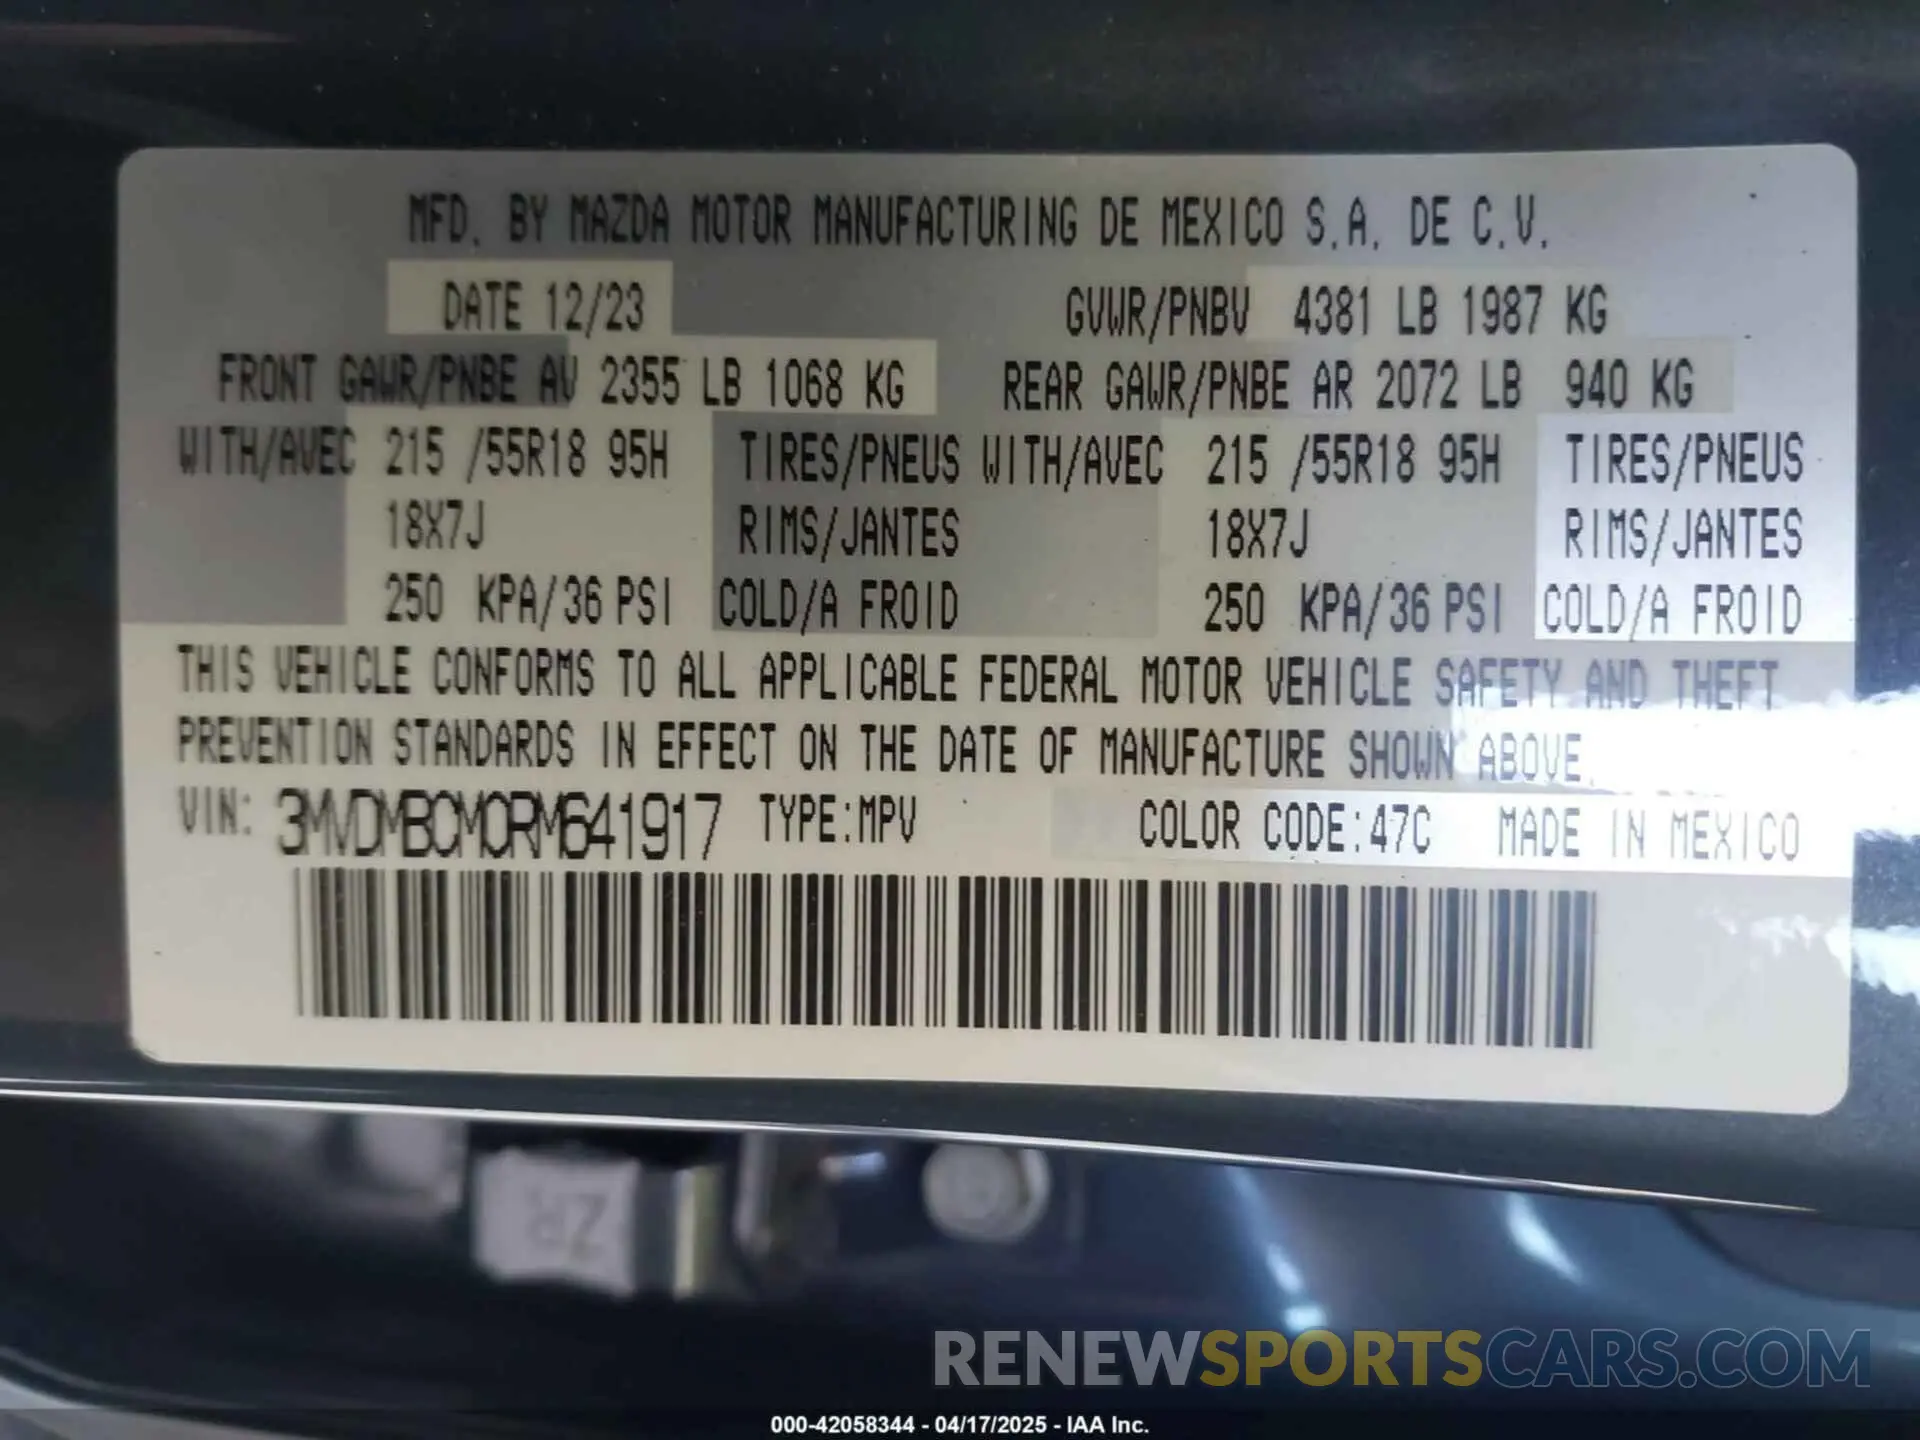 MFD. BY MAZDA MOTOR MANUFACTURING DE MEXICO S.A. DE C.V.
DATE 12/23 GVWR/PNBV 4381 LB 1987 KG
FRONT GAWR/PNBE AV 2355 LB 1068 KG REAR GAWR/PNBE AR 2072 LB 940 KG
WITH/AVEC 215 /55R18 95H TIRES/PNEUS WITH/AVEC 215 /55R18 95H TIRES/PNEUS
18X7J RIMS/JANTES 18X7J RIMS/JANTES
250 KPA/36 PSI COLD/A FROID 250 KPA/36 PSI COLD/A FROID
THIS VEHICLE CONFORMS TO ALL APPLICABLE FEDERAL MOTOR VEHICLE SAFETY AND THEFT
PREVENTION STANDARDS IN EFFECT ON THE DATE OF MANUFACTURE SHOWN ABOVE.
VIN: 3MVDMBCM0RM641917 TYPE:MPV COLOR CODE:47C MADE IN MEXICO
RENEWSPORTSCARS.COM
000-42058344 - 04/17/2025 - IAA Inc.